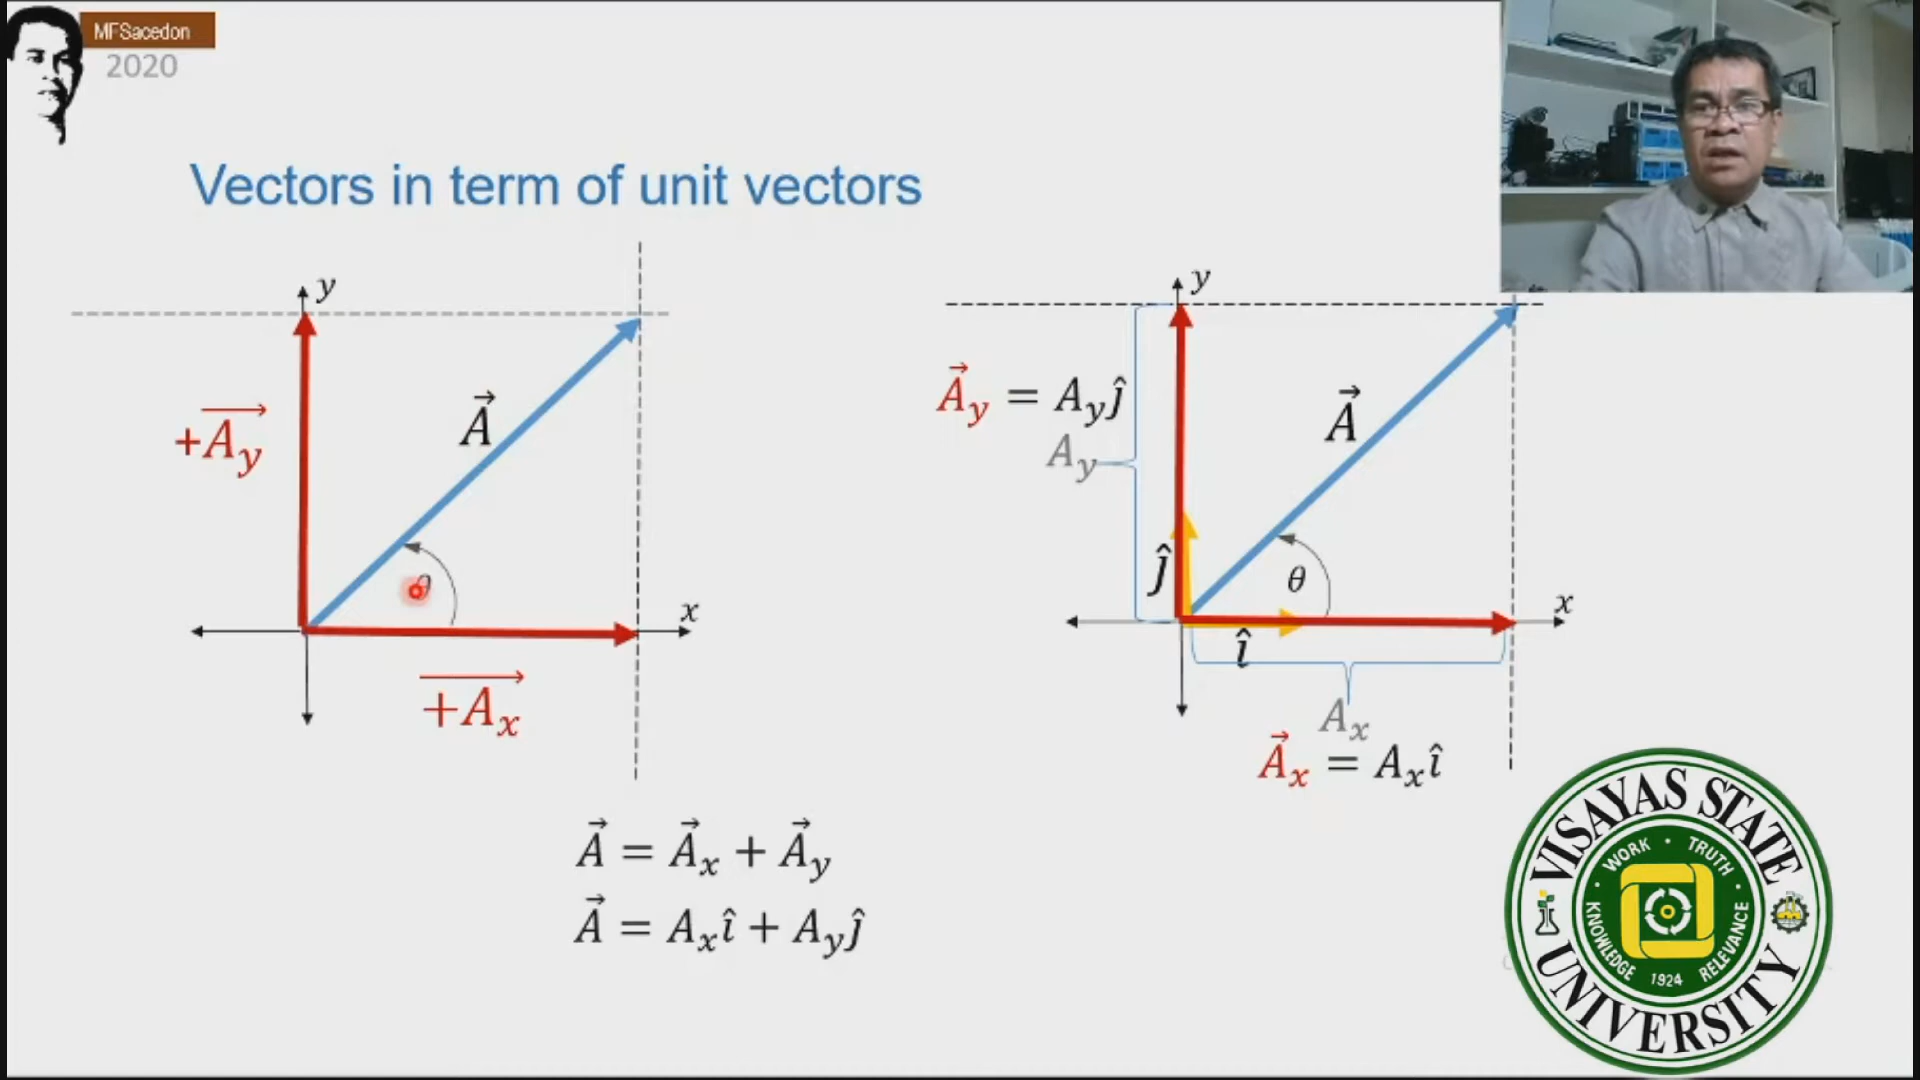 MFSacedon
2020
Vectors in term of unit vectors
y
+A⃗y
A⃗
θ
x
+A⃗x
y
A⃗y = Ayĵ
Ay
A⃗
ĵ
θ
x
î
Ax
A⃗x = Axî
A⃗ = A⃗x + A⃗y
A⃗ = Axî + Ayĵ
VISAYAS STATE
UNIVERSITY
WORK • TRUTH
KNOWLEDGE 1924 RELEVANCE